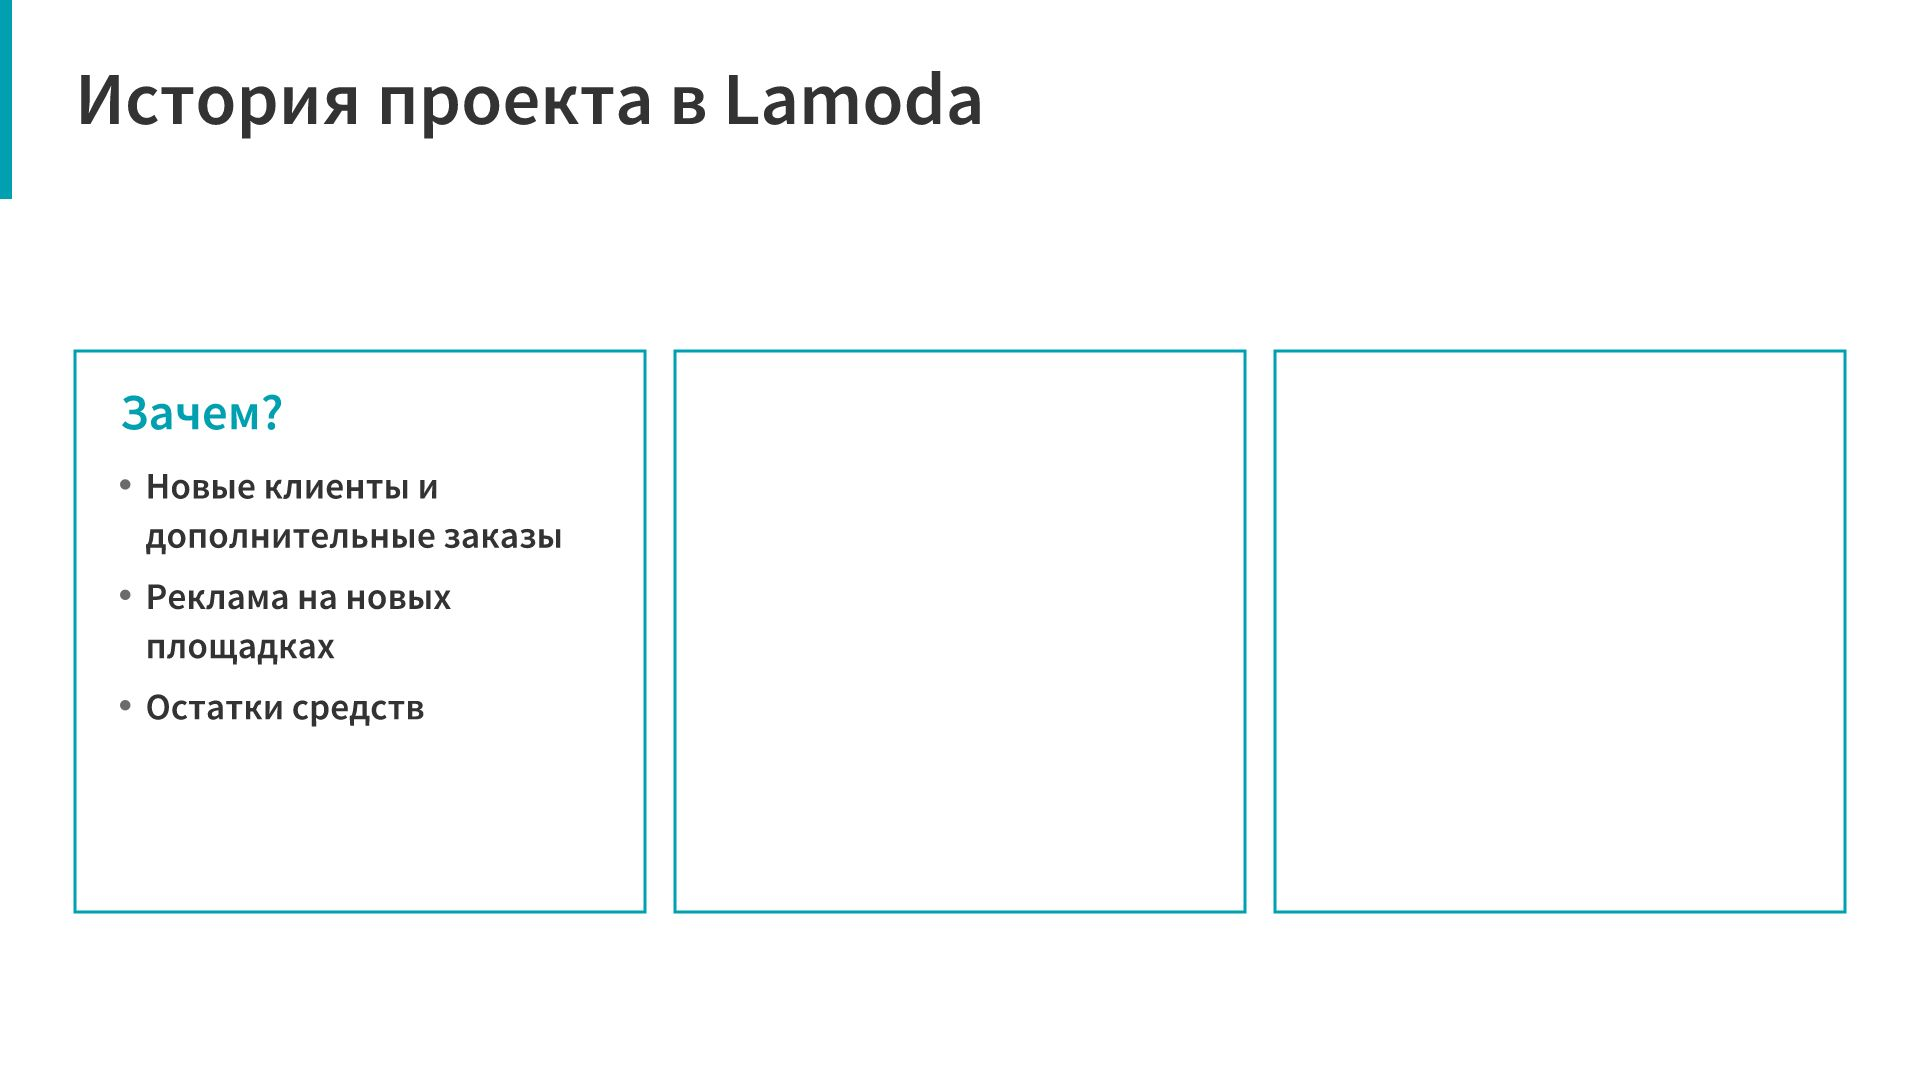 История проекта в Lamoda
Зачем?
• Новые клиенты и
дополнительные заказы
• Реклама на новых
площадках
• Остатки средств